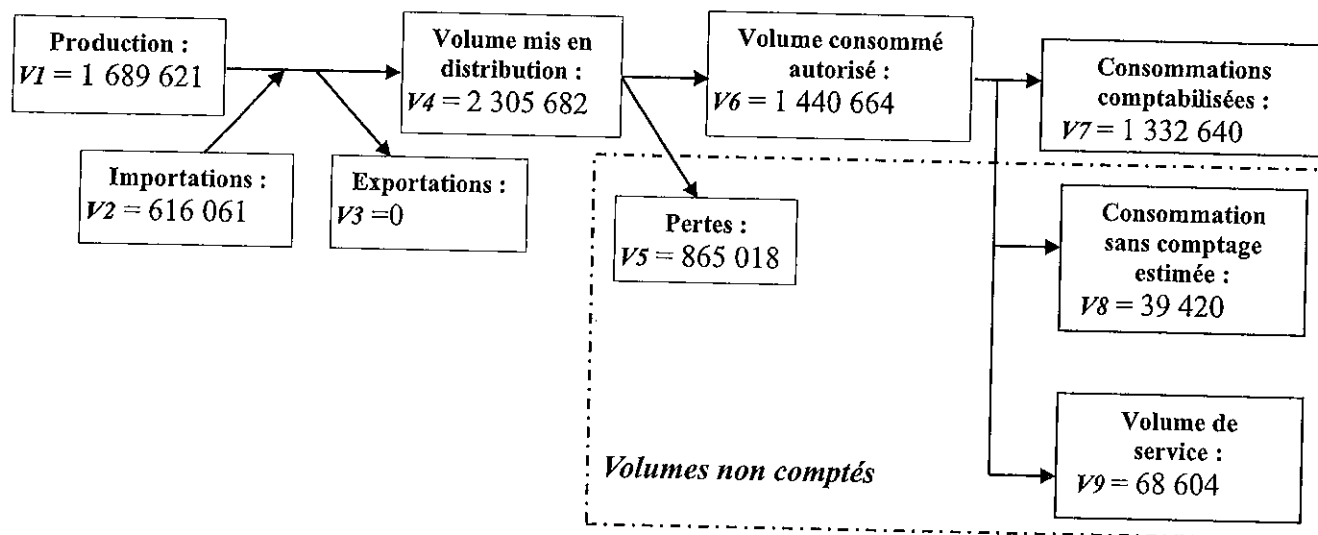 Production :
V1 = 1 689 621
Volume mis en
distribution :
V4 = 2 305 682
Volume consommé
autorisé :
V6 = 1 440 664
Consommations
comptabilisées :
V7 = 1 332 640
Importations :
V2 = 616 061
Exportations :
V3 =0
Pertes :
V5 = 865 018
Consommation
sans comptage
estimée :
V8 = 39 420
Volume de
service :
V9 = 68 604
Volumes non comptés